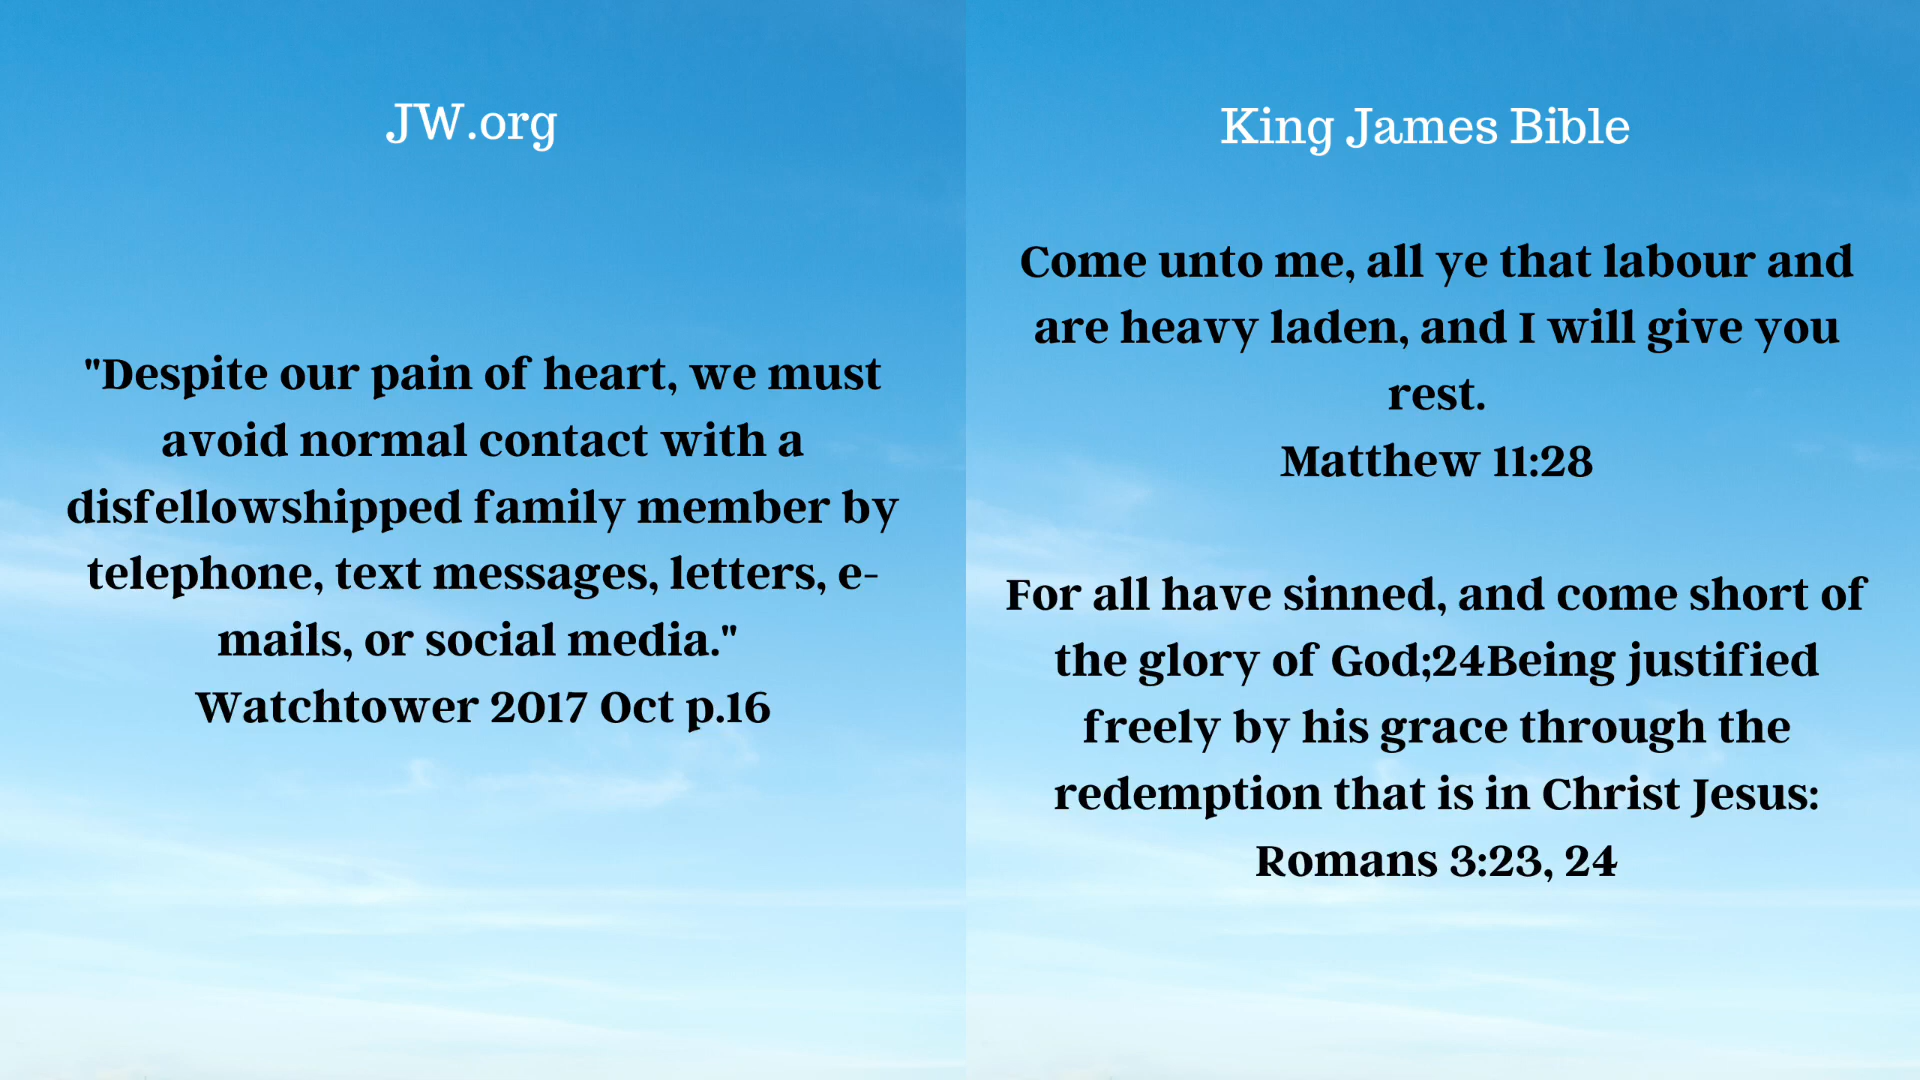 JW.org
"Despite our pain of heart, we must
avoid normal contact with a
disfellowshipped family member by
telephone, text messages, letters, e-
mails, or social media."
Watchtower 2017 Oct p.16
King James Bible
Come unto me, all ye that labour and
are heavy laden, and I will give you
rest.
Matthew 11:28
For all have sinned, and come short of
the glory of God;24Being justified
freely by his grace through the
redemption that is in Christ Jesus:
Romans 3:23, 24